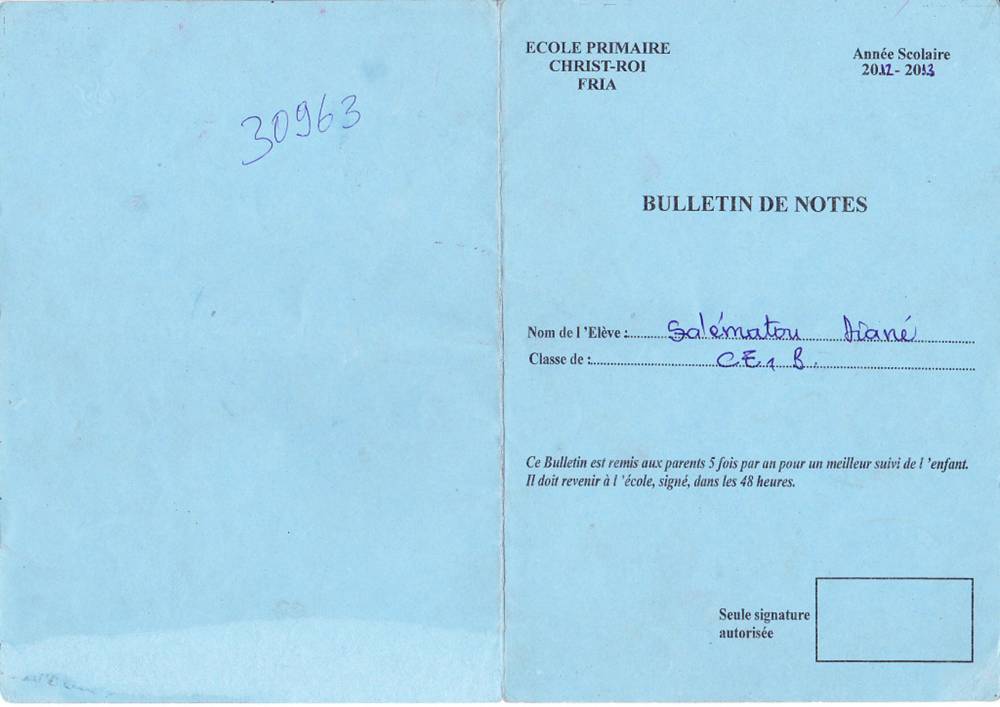 30963
ECOLE PRIMAIRE
CHRIST-ROI
FRIA
Année Scolaire
2012- 2013
BULLETIN DE NOTES
Nom de l'Elève : Salématou Diané
Classe de : CE1 B.
Ce Bulletin est remis aux parents 5 fois par an pour un meilleur suivi de l'enfant.
Il doit revenir à l'école, signé, dans les 48 heures.
Seule signature
autorisée